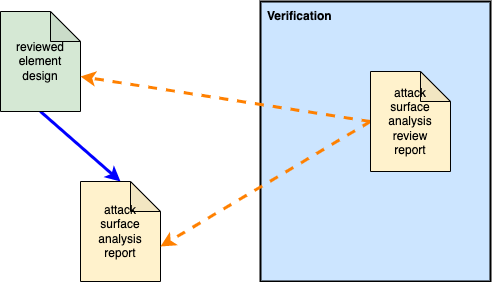 Verification
reviewed
element
design
attack
surface
analysis
review
report
attack
surface
analysis
report